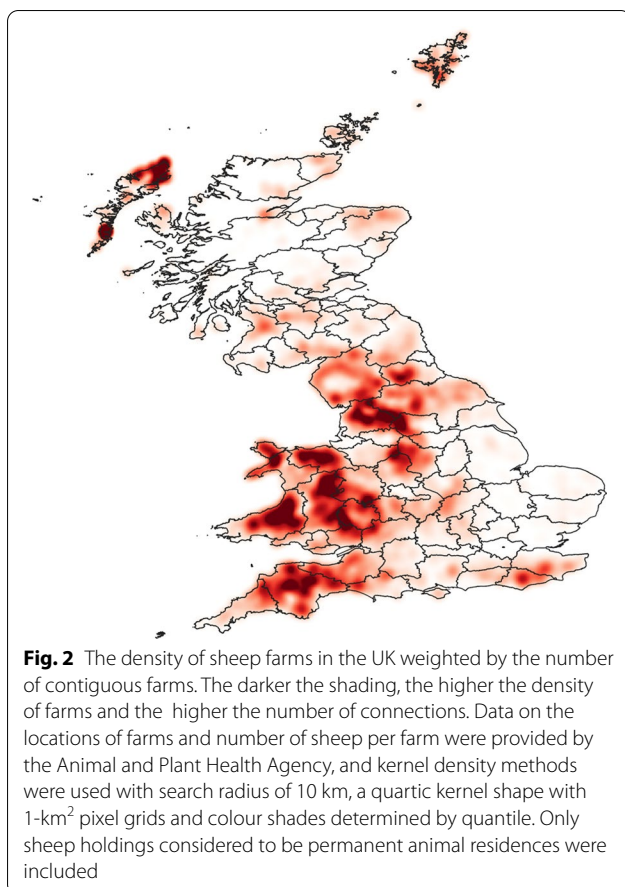 Fig. 2 The density of sheep farms in the UK weighted by the number
of contiguous farms. The darker the shading, the higher the density
of farms and the higher the number of connections. Data on the
locations of farms and number of sheep per farm were provided by
the Animal and Plant Health Agency, and kernel density methods
were used with search radius of 10 km, a quartic kernel shape with
1-km² pixel grids and colour shades determined by quantile. Only
sheep holdings considered to be permanent animal residences were
included